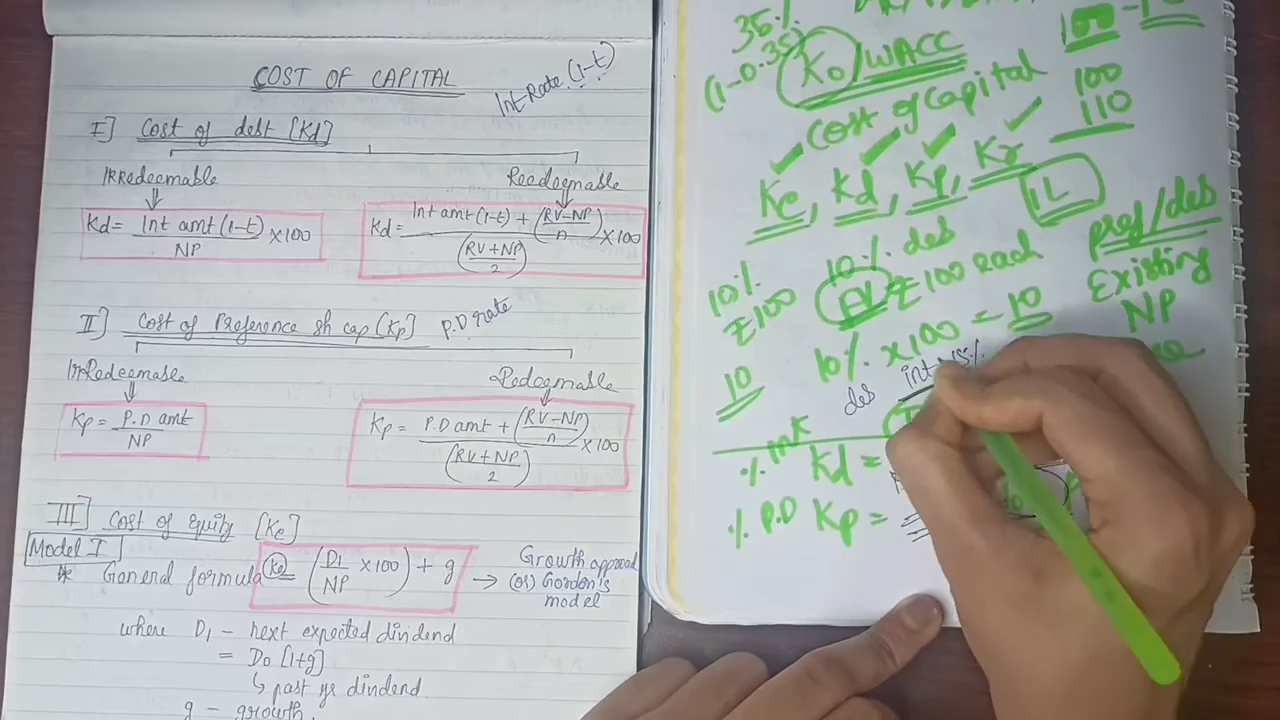 COST OF CAPITAL
Int Rate (1-t)
I] Cost of debt [Kd]
IRRedeemable
Reedegmable
Kd = Int amt (1-t) / NP × 100
Kd = Int amt (1-t) + (RV-NP / n) / (RV+NP / 2) × 100
II] Cost of Preference sh cap [Kp]
P.D rate
IrrRedeemable
Redeemable
Kp = P.D amt / NP
Kp = P.D amt + (RV-NP / n) / (RV+NP / 2) × 100
III] Cost of Equity [Ke]
Model I
General formula Ke = (D1 / NP × 100) + g → Growth approach
(or) Gordon's
model
where D1 - next expected dividend
= Do [1+g]
↳ past yr dividend
g - growth
35%
(1-0.35)
Ko / WACC
Cost of Capital
100
110
Ke, Kd, Kp, Kr
IL
pref/deb
Existing
NP
10%
₹100
10
10% deb
FV ₹100 each
10% × 100 = 10
deb int 15%
% int Kd =
% P.D Kp =